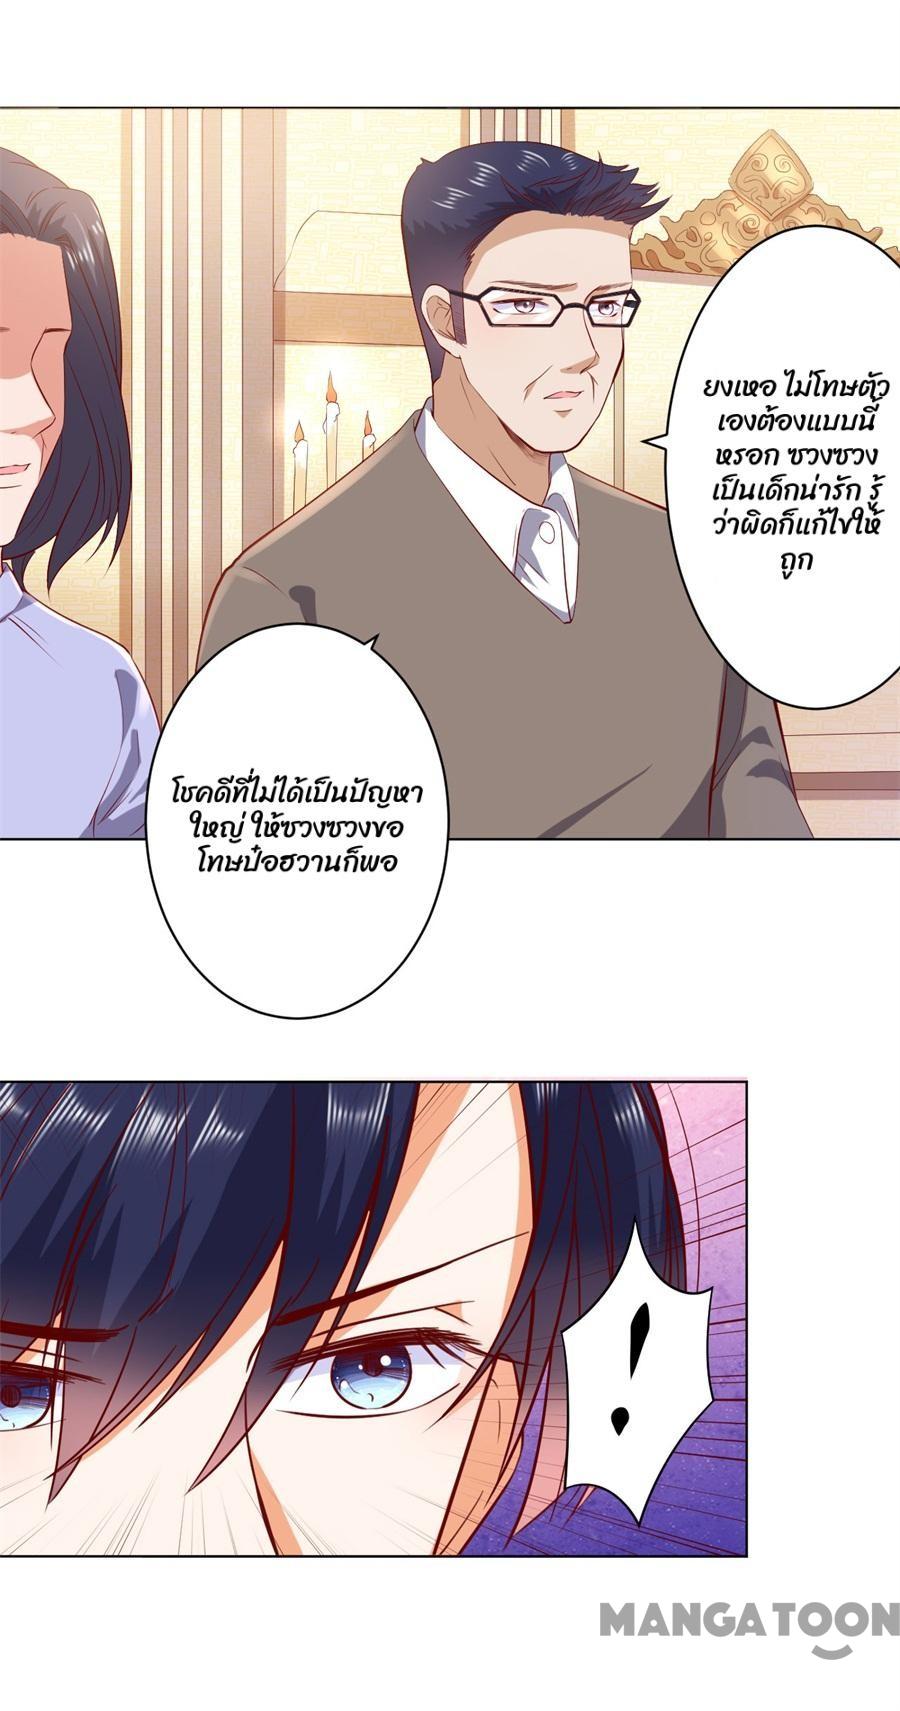 ยงเหอ ไม่โทษตัว
เองต้องแบบนี้
หรอก ซวงซวง
เป็นเด็กน่ารัก รู้
ว่าผิดก็แก้ไขให้
ถูก
โชคดีที่ไม่ได้เป็นปัญหา
ใหญ่ ให้ซวงซวงขอ
โทษป๋อฮวานก็พอ
!
MANGATOON